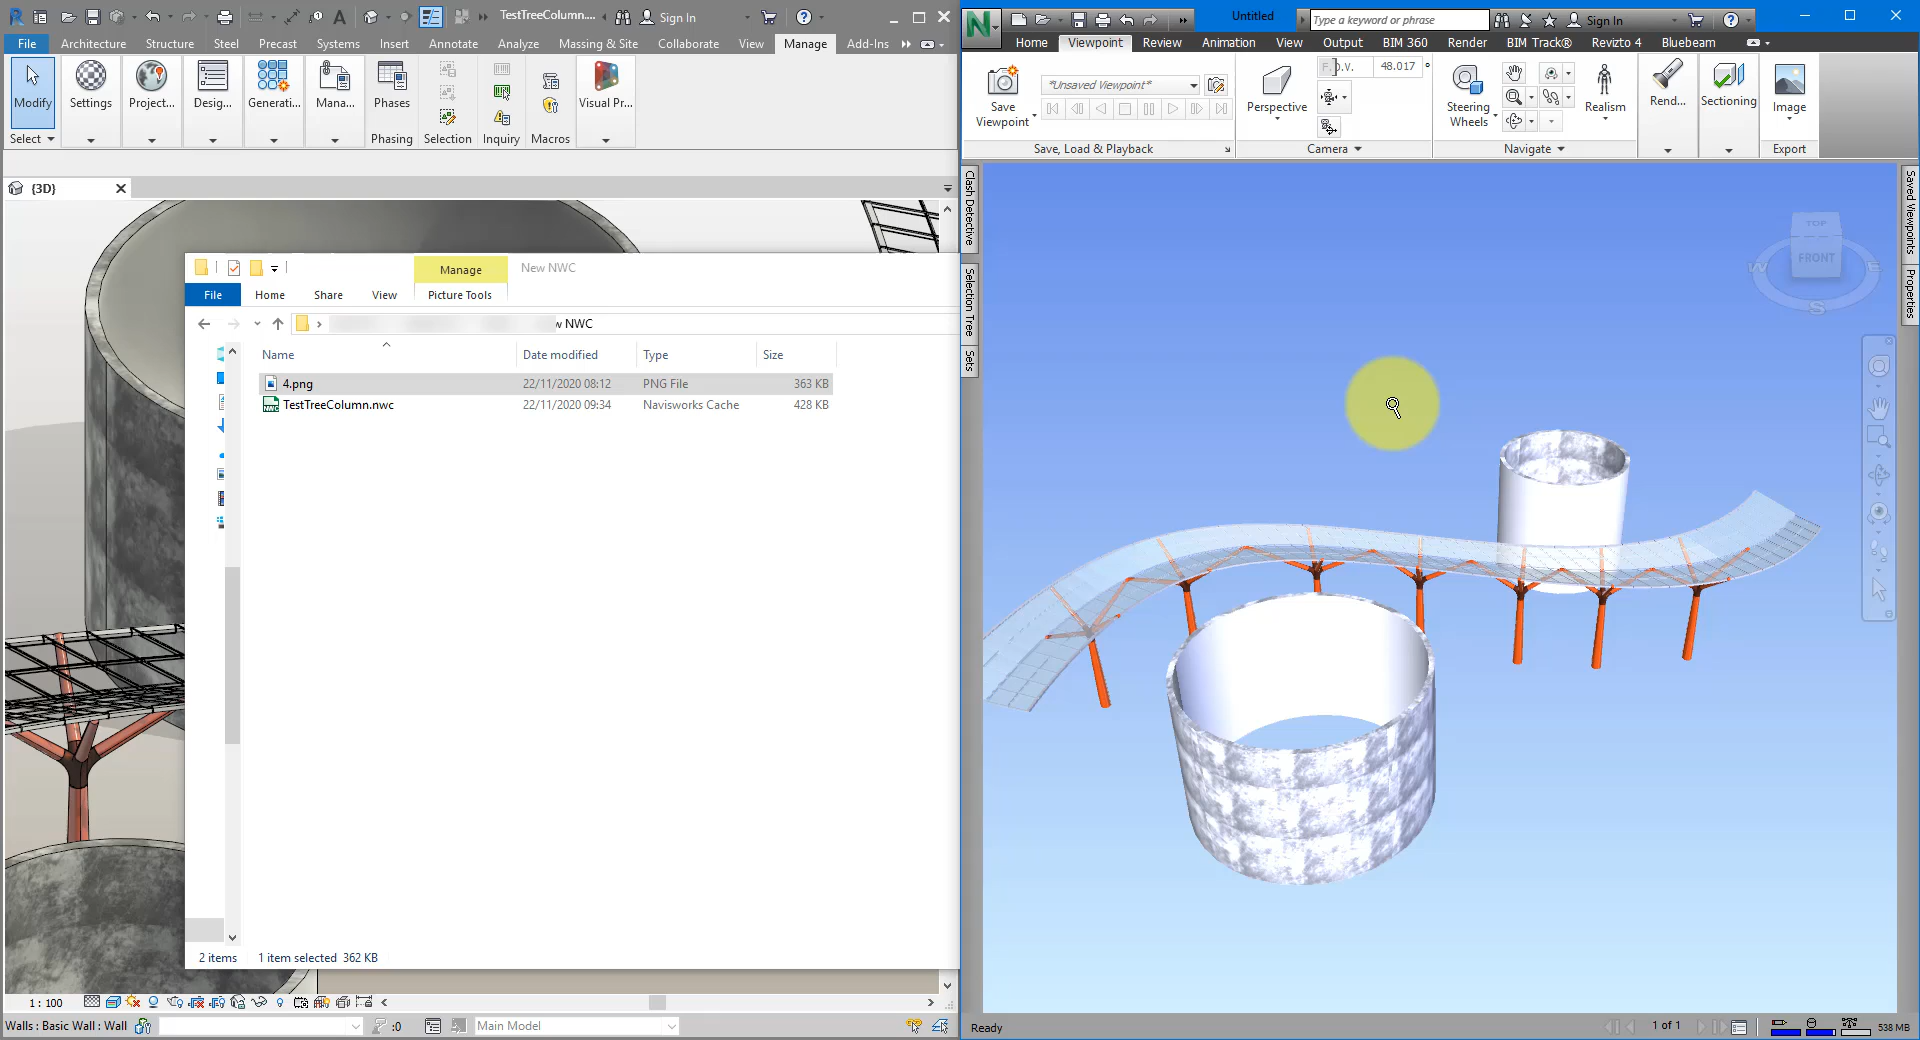 TestTreeColumn....
Sign In
File
Architecture
Structure
Steel
Precast
Systems
Insert
Annotate
Analyze
Massing & Site
Collaborate
View
Manage
Add-Ins
Modify
Settings
Project...
Desig...
Generati...
Mana...
Phases
Visual Pr...
Select
Phasing
Selection
Inquiry
Macros
{3D}
Manage
New NWC
File
Home
Share
View
Picture Tools
NWC
Name
Date modified
Type
Size
4.png
22/11/2020 08:12
PNG File
363 KB
TestTreeColumn.nwc
22/11/2020 09:34
Navisworks Cache
428 KB
2 items
1 item selected 362 KB
1 : 100
Walls : Basic Wall : Wall
:0
Main Model
Untitled
Type a keyword or phrase
Sign In
Home
Viewpoint
Review
Animation
View
Output
BIM 360
Render
BIM Track®
Revizto 4
Bluebeam
Save
Viewpoint
*Unsaved Viewpoint*
Save, Load & Playback
Perspective
F.O.V.
48.017 °
Camera
Steering
Wheels
Realism
Navigate
Rend...
Sectioning
Image
Export
Clash Detective
Selection Tree
Sets
Saved Viewpoints
Properties
TOP
FRONT
W
E
S
Ready
1 of 1
538 MB